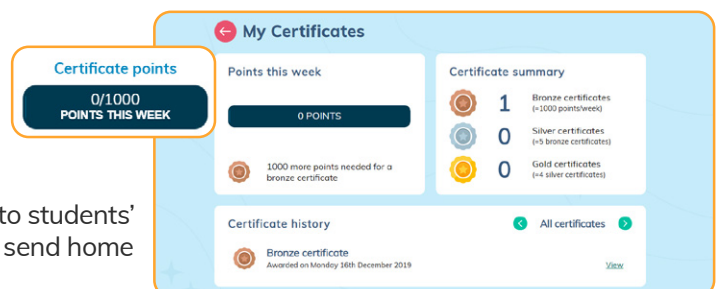 Certificate points
0/1000
POINTS THIS WEEK
to students’
send home
My Certificates
Points this week
0 POINTS
1000 more points needed for a
bronze certificate
Certificate summary
1
Bronze certificates
(=1000 points/week)
0
Silver certificates
(=5 bronze certificates)
0
Gold certificates
(=4 silver certificates)
Certificate history
All certificates
Bronze certificate
Awarded on Monday 16th December 2019
View